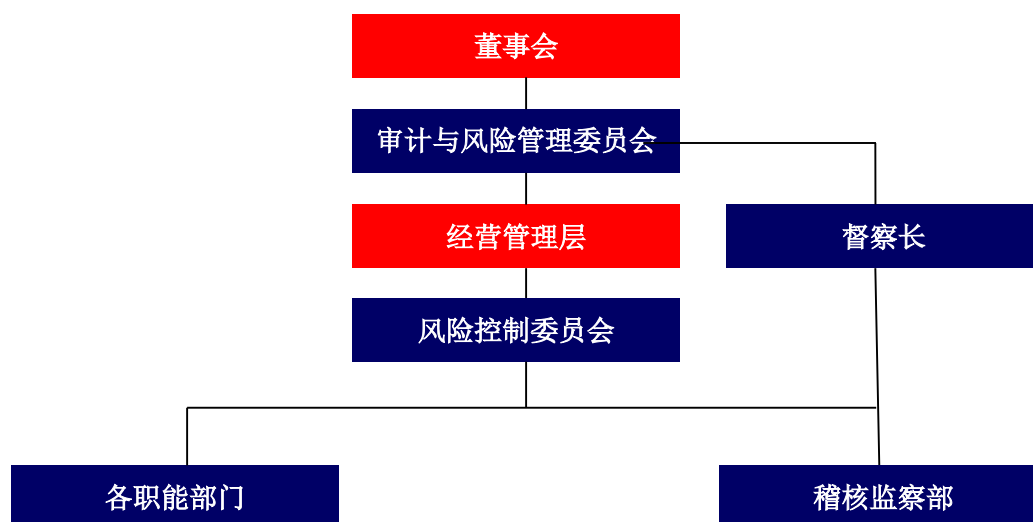 董事会
审计与风险管理委员会
经营管理层
督察长
风险控制委员会
各职能部门
稽核监察部